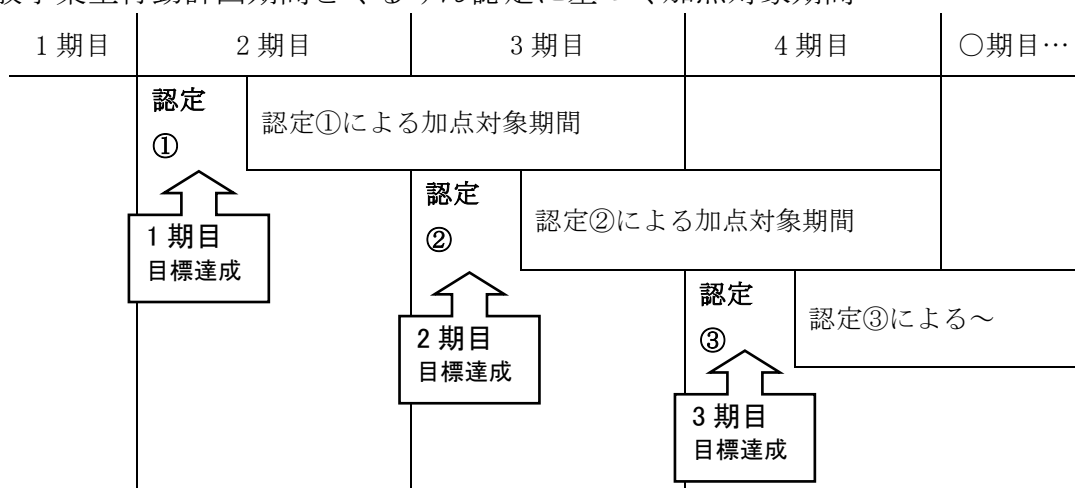 1期目 2期目 3期目 4期目 ○期目…
認定
①
認定①による加点対象期間
1期目
目標達成
認定
②
認定②による加点対象期間
2期目
目標達成
認定
③
認定③による～
3期目
目標達成